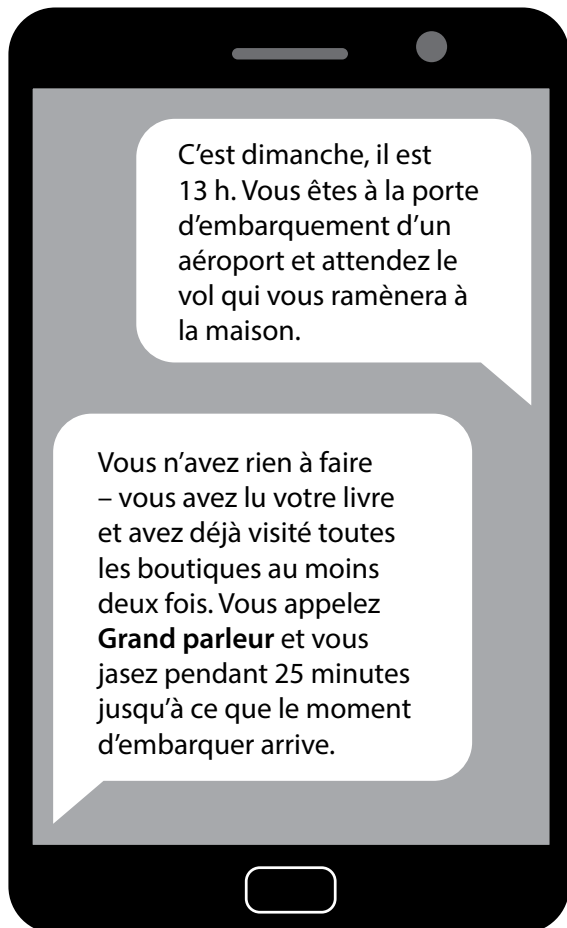 C’est dimanche, il est
13 h. Vous êtes à la porte
d’embarquement d’un
aéroport et attendez le
vol qui vous ramènera à
la maison.
Vous n’avez rien à faire
– vous avez lu votre livre
et avez déjà visité toutes
les boutiques au moins
deux fois. Vous appelez
Grand parleur et vous
jasez pendant 25 minutes
jusqu’à ce que le moment
d’embarquer arrive.